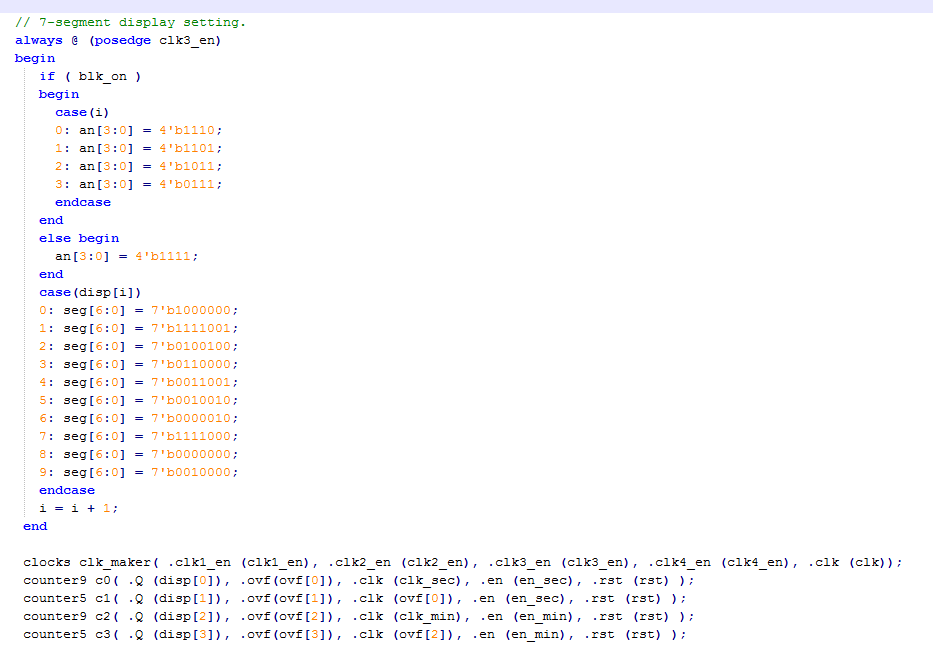 // 7-segment display setting.
always @ (posedge clk3_en)
begin
if ( blk_on )
begin
case(i)
0: an[3:0] = 4'b1110;
1: an[3:0] = 4'b1101;
2: an[3:0] = 4'b1011;
3: an[3:0] = 4'b0111;
endcase
end
else begin
an[3:0] = 4'b1111;
end
case(disp[i])
0: seg[6:0] = 7'b1000000;
1: seg[6:0] = 7'b1111001;
2: seg[6:0] = 7'b0100100;
3: seg[6:0] = 7'b0110000;
4: seg[6:0] = 7'b0011001;
5: seg[6:0] = 7'b0010010;
6: seg[6:0] = 7'b0000010;
7: seg[6:0] = 7'b1111000;
8: seg[6:0] = 7'b0000000;
9: seg[6:0] = 7'b0010000;
endcase
i = i + 1;
end
clocks clk_maker( .clk1_en (clk1_en), .clk2_en (clk2_en), .clk3_en (clk3_en), .clk4_en (clk4_en), .clk (clk));
counter9 c0( .Q (disp[0]), .ovf(ovf[0]), .clk (clk_sec), .en (en_sec), .rst (rst) );
counter5 c1( .Q (disp[1]), .ovf(ovf[1]), .clk (ovf[0]), .en (en_sec), .rst (rst) );
counter9 c2( .Q (disp[2]), .ovf(ovf[2]), .clk (clk_min), .en (en_min), .rst (rst) );
counter5 c3( .Q (disp[3]), .ovf(ovf[3]), .clk (ovf[2]), .en (en_min), .rst (rst) );